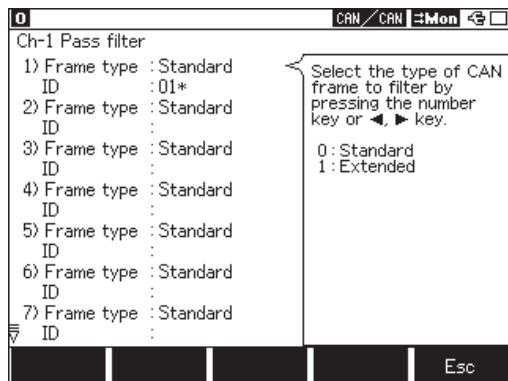 0 CAN/CAN ⇄Mon
Ch-1 Pass filter
1) Frame type :Standard
ID :01*
2) Frame type :Standard
ID :
3) Frame type :Standard
ID :
4) Frame type :Standard
ID :
5) Frame type :Standard
ID :
6) Frame type :Standard
ID :
7) Frame type :Standard
ID :
Select the type of CAN
frame to filter by
pressing the number
key or ◀, ▶ key.
0:Standard
1:Extended
Esc